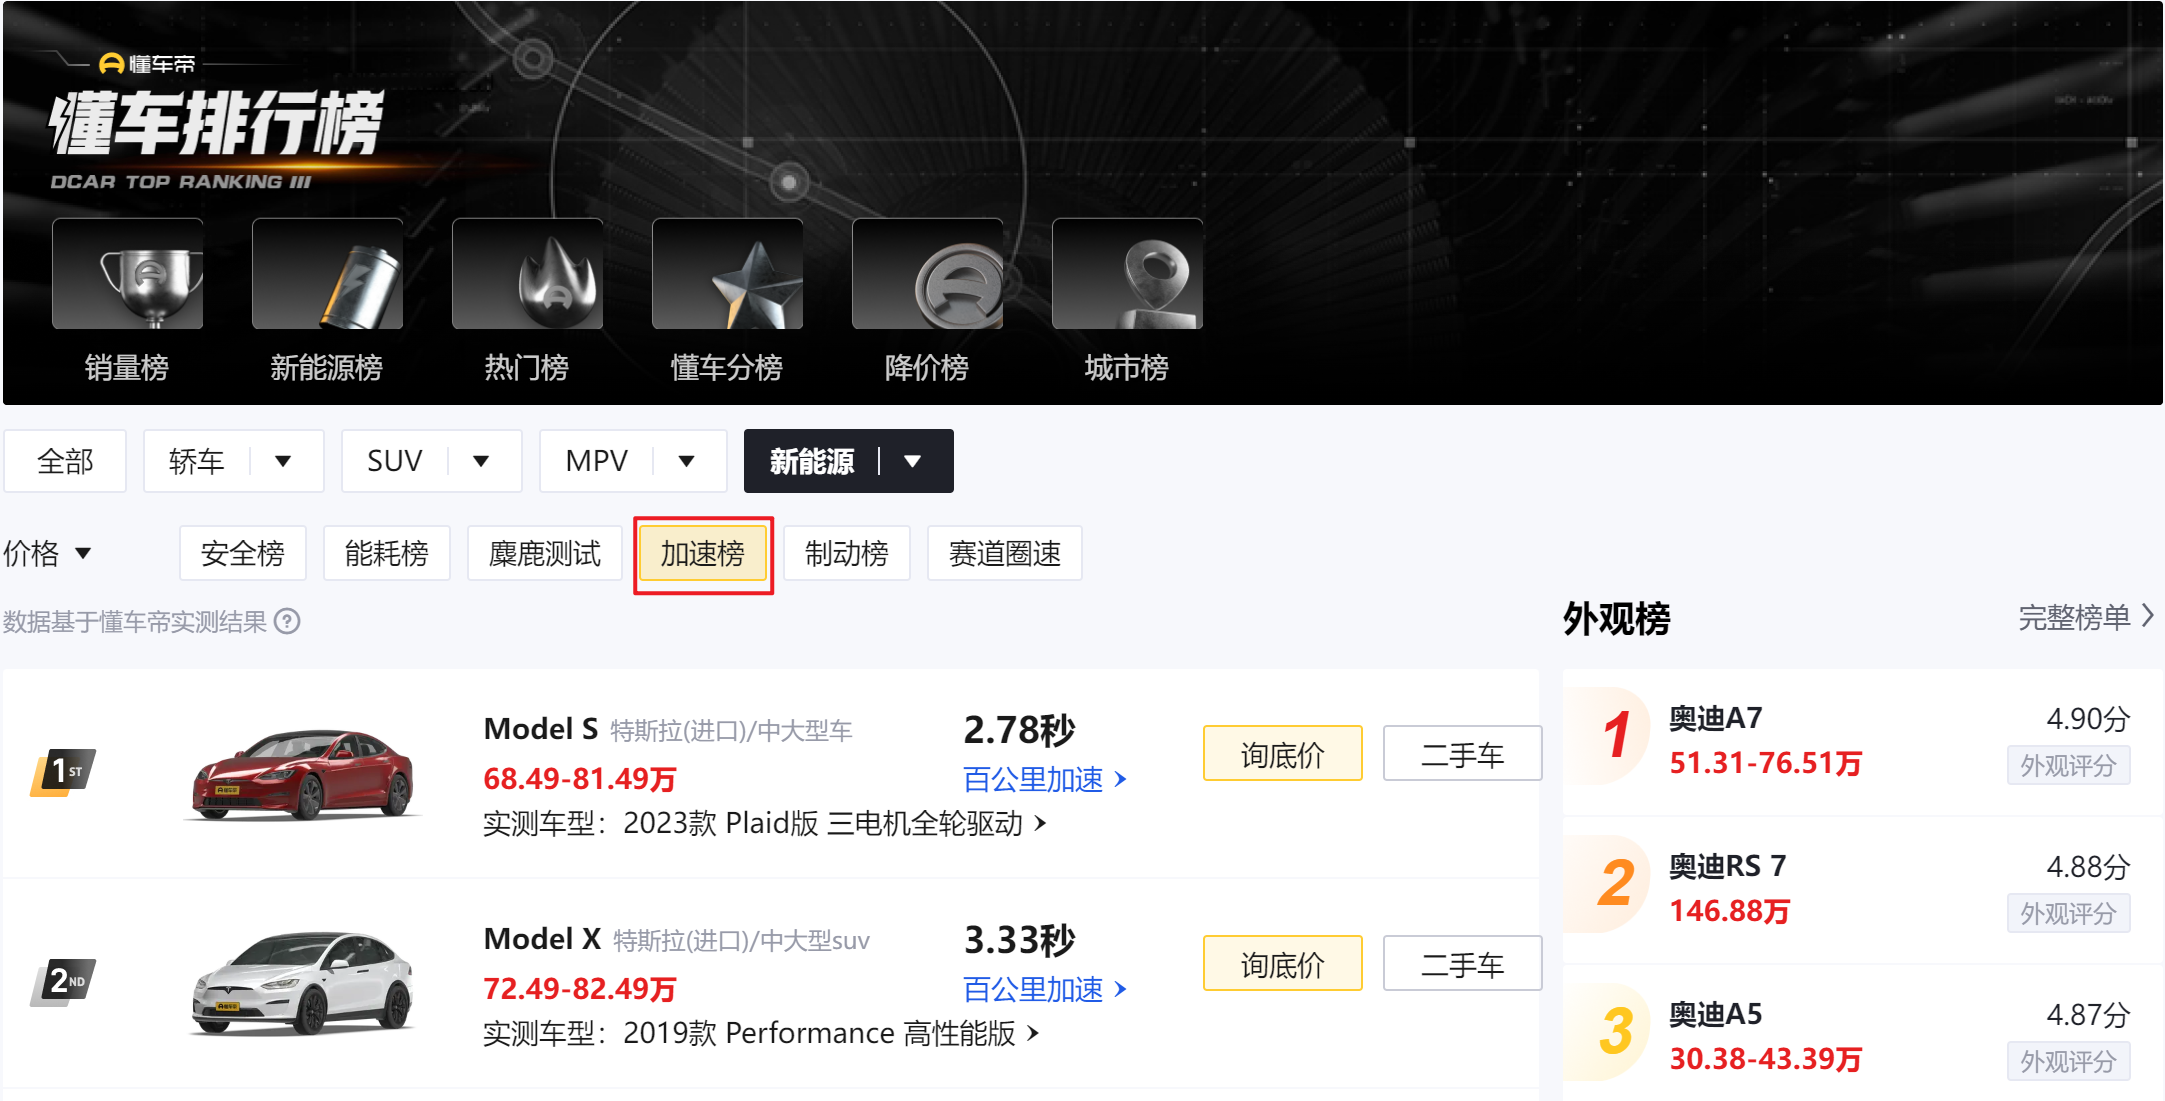 懂车帝
懂车排行榜
DCAR TOP RANKING
销量榜 新能源榜 热门榜 懂车分榜 降价榜 城市榜
全部 轿车 SUV MPV 新能源
价格 安全榜 能耗榜 麋鹿测试 加速榜 制动榜 赛道圈速
数据基于懂车帝实测结果 ?
外观榜 完整榜单
1ST
Model S 特斯拉(进口)/中大型车
68.49-81.49万
实测车型：2023款 Plaid版 三电机全轮驱动
2.78秒
百公里加速
询底价 二手车
2ND
Model X 特斯拉(进口)/中大型suv
72.49-82.49万
实测车型：2019款 Performance 高性能版
3.33秒
百公里加速
询底价 二手车
1 奥迪A7 4.90分
51.31-76.51万 外观评分
2 奥迪RS 7 4.88分
146.88万 外观评分
3 奥迪A5 4.87分
30.38-43.39万 外观评分